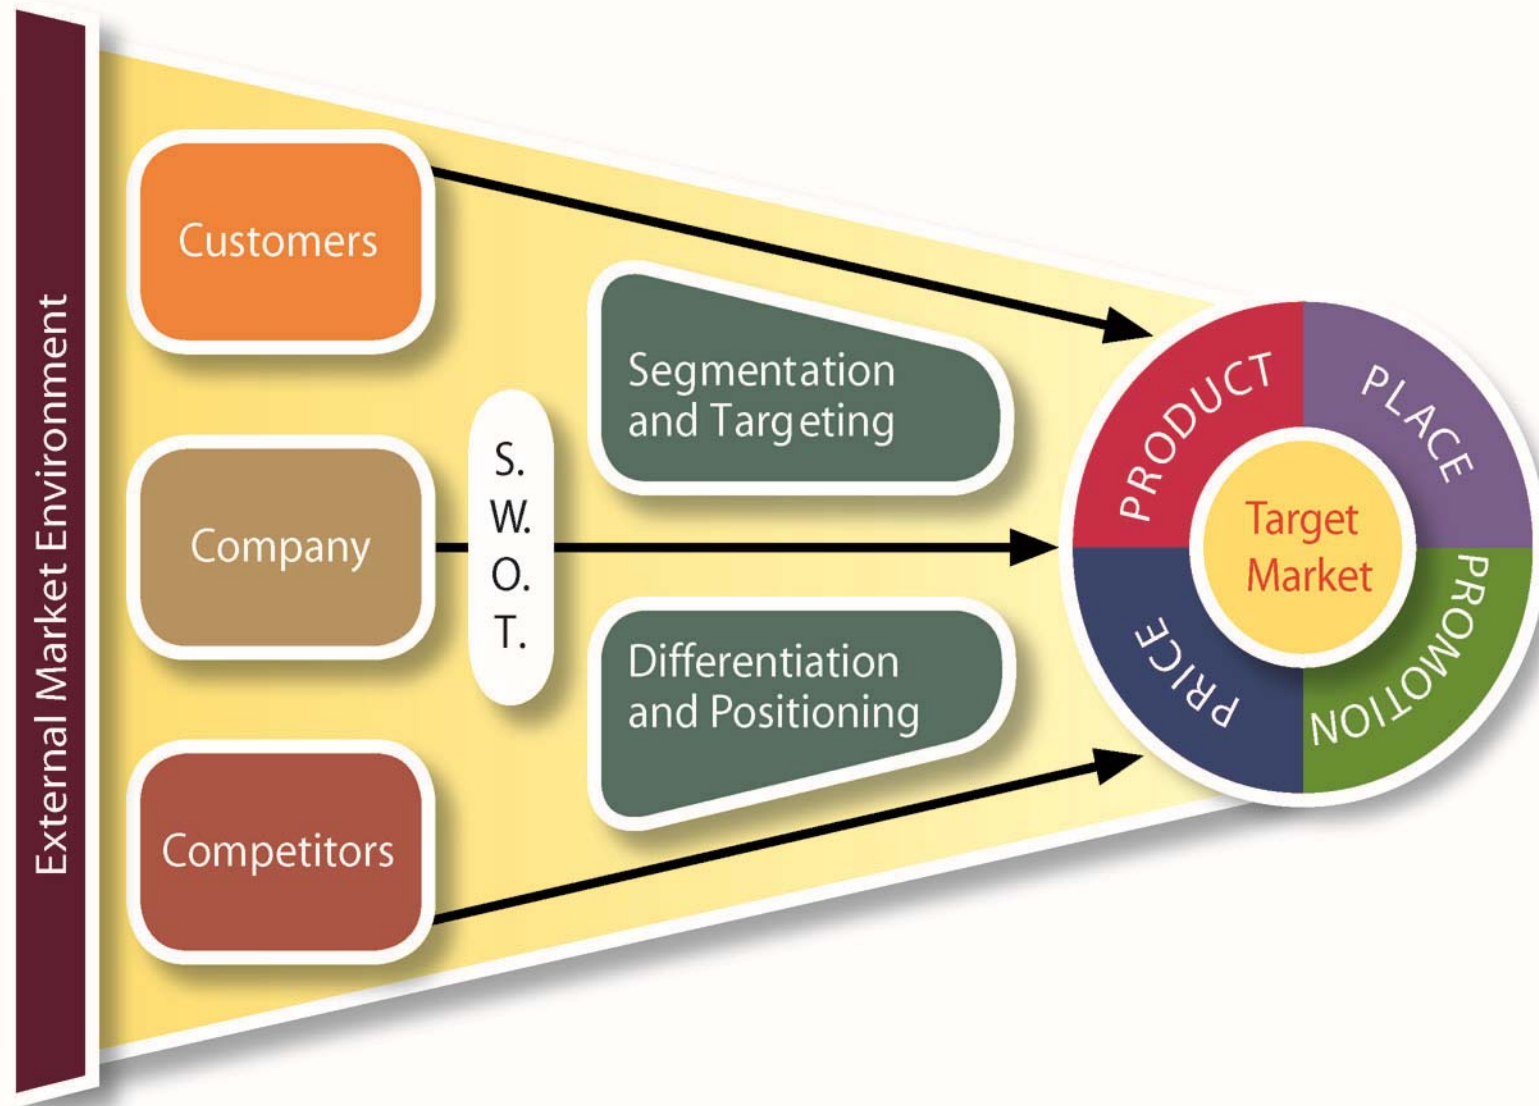 External Market Environment
Customers
Company
Competitors
S.
W.
O.
T.
Segmentation
and Targeting
Differentiation
and Positioning
PRODUCT
PLACE
PRICE
PROMOTION
Target
Market